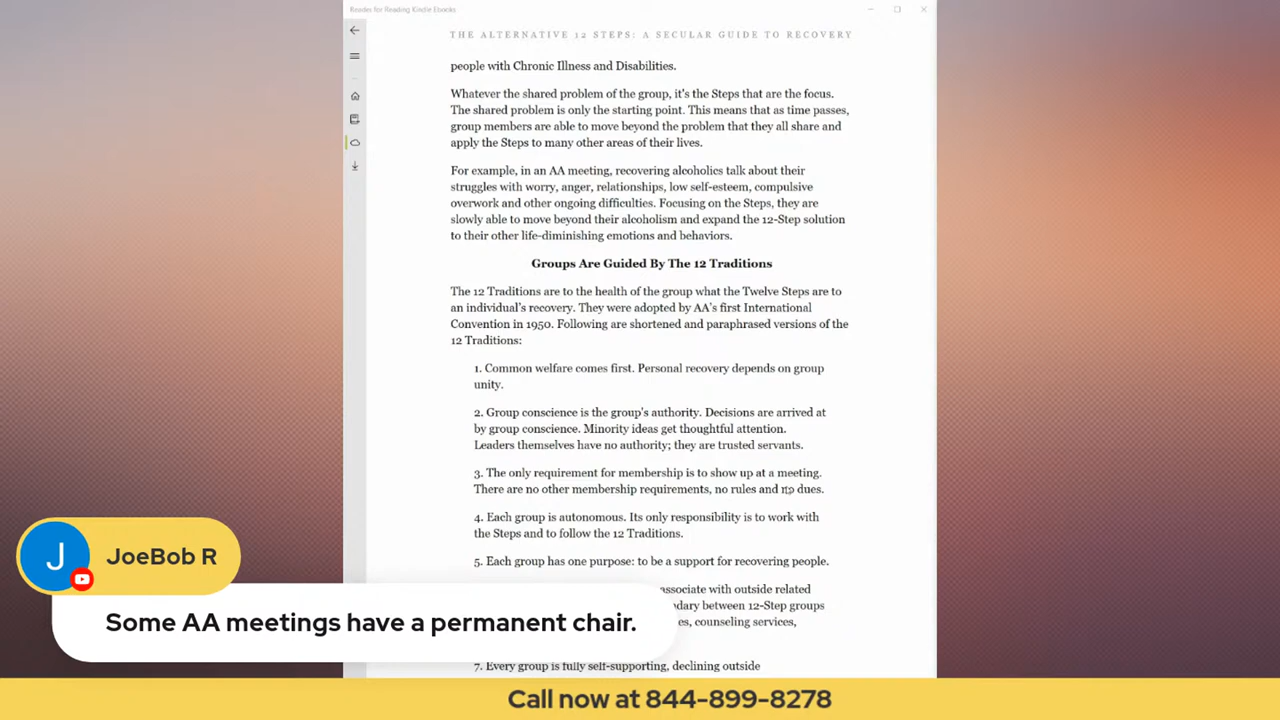 Reader for Reading Kindle Ebooks
THE ALTERNATIVE 12 STEPS: A SECULAR GUIDE TO RECOVERY
people with Chronic Illness and Disabilities.
Whatever the shared problem of the group, it's the Steps that are the focus.
The shared problem is only the starting point. This means that as time passes,
group members are able to move beyond the problem that they all share and
apply the Steps to many other areas of their lives.
For example, in an AA meeting, recovering alcoholics talk about their
struggles with worry, anger, relationships, low self-esteem, compulsive
overwork and other ongoing difficulties. Focusing on the Steps, they are
slowly able to move beyond their alcoholism and expand the 12-Step solution
to their other life-diminishing emotions and behaviors.
Groups Are Guided By The 12 Traditions
The 12 Traditions are to the health of the group what the Twelve Steps are to
an individual's recovery. They were adopted by AA's first International
Convention in 1950. Following are shortened and paraphrased versions of the
12 Traditions:
1. Common welfare comes first. Personal recovery depends on group
unity.
2. Group conscience is the group's authority. Decisions are arrived at
by group conscience. Minority ideas get thoughtful attention.
Leaders themselves have no authority; they are trusted servants.
3. The only requirement for membership is to show up at a meeting.
There are no other membership requirements, no rules and no dues.
4. Each group is autonomous. Its only responsibility is to work with
the Steps and to follow the 12 Traditions.
5. Each group has one purpose: to be a support for recovering people.
associate with outside related
between 12-Step groups
counseling services,
7. Every group is fully self-supporting, declining outside
J
JoeBob R
Some AA meetings have a permanent chair.
Call now at 844-899-8278